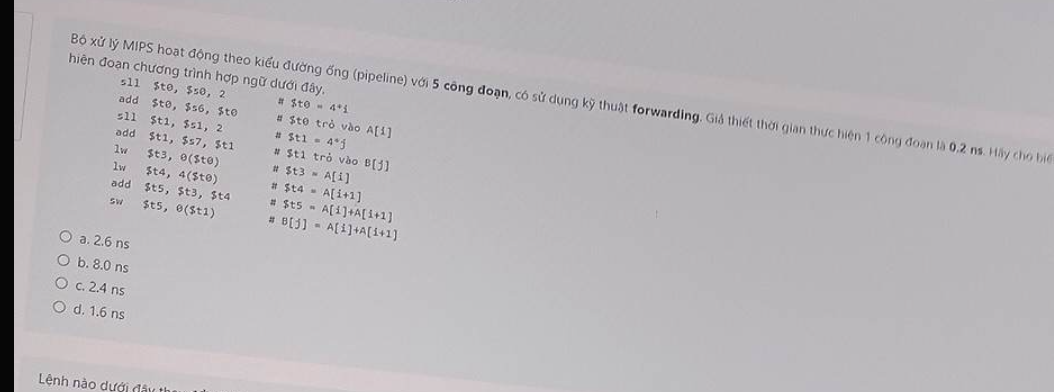 Bộ xử lý MIPS hoạt động theo kiểu đường ống (pipeline) với 5 công đoạn, có sử dụng kỹ thuật forwarding. Giả thiết thời gian thực hiện 1 công đoạn là 0,2 ns. Hãy cho
hiện đoạn chương trình hợp ngữ dưới đây.
sll $t0, $s0, 2 # $t0 = 4*i
add $t0, $s6, $t0 # $t0 trỏ vào A[i]
sll $t1, $s1, 2 # $t1 = 4*j
add $t1, $s7, $t1 # $t1 trỏ vào B[j]
lw $t3, 0($t0) # $t3 = A[i]
lw $t4, 4($t0) # $t4 = A[i+1]
add $t5, $t3, $t4 # $t5 = A[i]+A[i+1]
sw $t5, 0($t1) # B[j] = A[i]+A[i+1]
a. 2.6 ns
b. 8.0 ns
c. 2.4 ns
d. 1.6 ns
Lệnh nào dưới đây